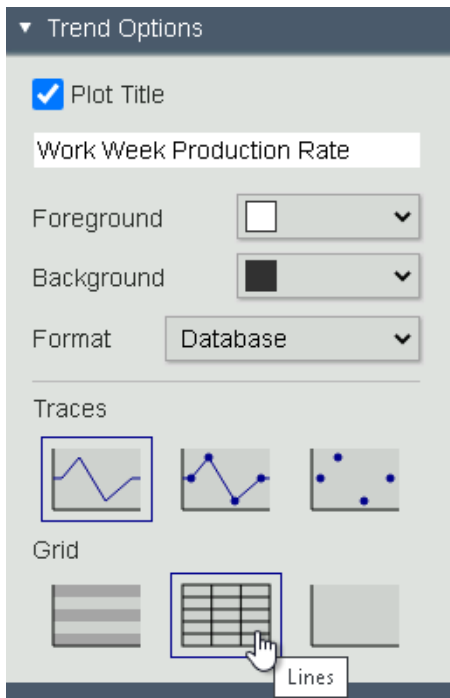 Trend Options
Plot Title
Work Week Production Rate
Foreground
Background
Format Database
Traces
Grid
Lines